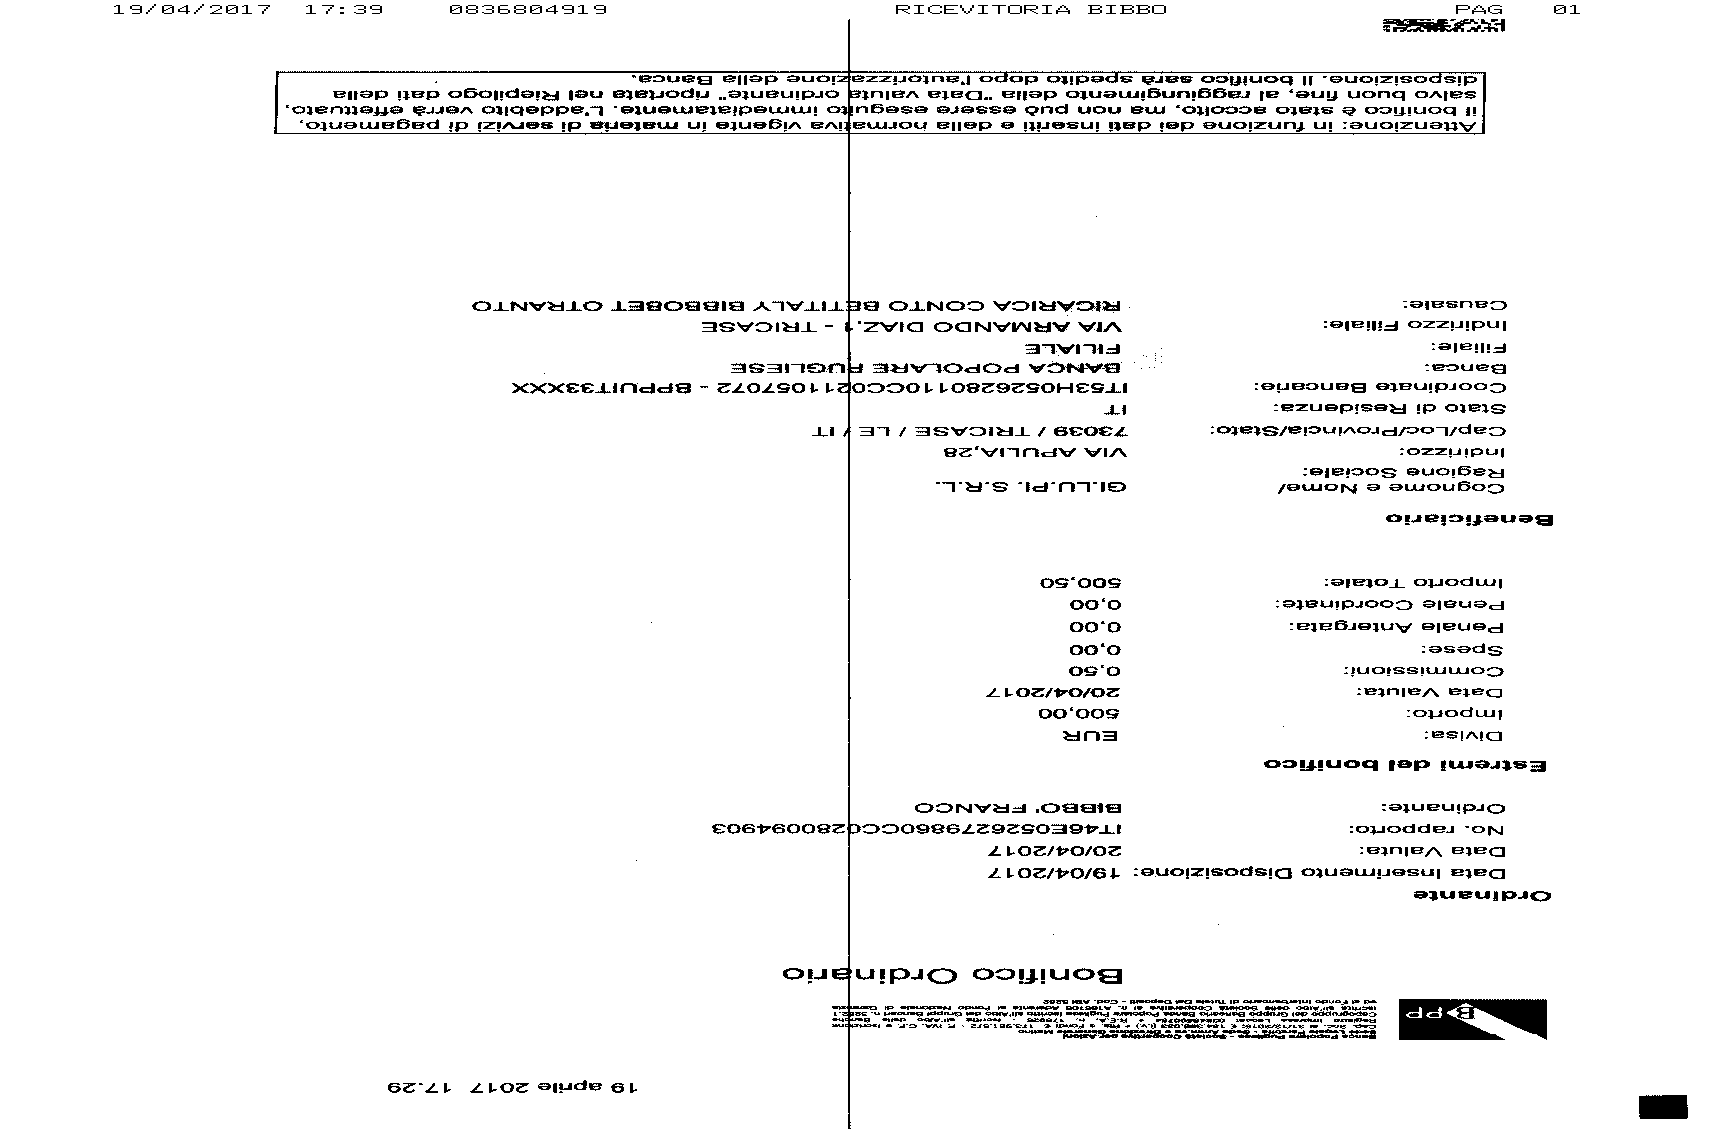 19/04/2017 17:39 0836804919 RICEVITORIA BIBBO PAG 01
19 aprile 2017 17.29
BPP
Banca Popolare Pugliese - Società Cooperativa per Azioni
Bonifico Ordinario
Ordinante
Data Inserimento Disposizione: 19/04/2017
Data Valuta: 20/04/2017
No. rapporto: IT46E0526279860CC0280094903
Ordinante: BIBBO' FRANCO
Estremi del bonifico
Divisa: EUR
Importo: 500,00
Data Valuta: 20/04/2017
Commissioni: 0,50
Spese: 0,00
Penale Antergata: 0,00
Penale Coordinate: 0,00
Importo Totale: 500,50
Beneficiario
Cognome e Nome/ GI.LU.PI. S.R.L.
Ragione Sociale:
Indirizzo: VIA APULIA,28
Cap/Loc/Provincia/Stato: 73039 / TRICASE / LE / IT
Stato di Residenza: IT
Coordinate Bancarie: IT53H0526280110CC0211057072 - BPPUIT33XXX
Banca: BANCA POPOLARE PUGLIESE
Filiale: FILIALE
Indirizzo Filiale: VIA ARMANDO DIAZ,1 - TRICASE
Causale: RICARICA CONTO BETITALY BIBBOBET OTRANTO
Attenzione: in funzione dei dati inseriti e della normativa vigente in materia di servizi di pagamento,
il bonifico è stato accolto, ma non può essere eseguito immediatamente. L'addebito verrà effettuato,
salvo buon fine, al raggiungimento della "Data valuta ordinante" riportata nel Riepilogo dati della
disposizione. Il bonifico sarà spedito dopo l'autorizzazione della Banca.